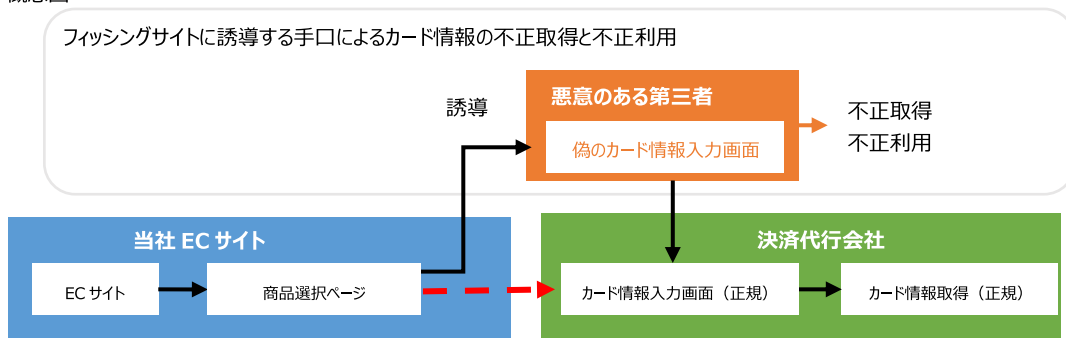 フィッシングサイトに誘導する手口によるカード情報の不正取得と不正利用
悪意のある第三者
誘導
偽のカード情報入力画面
不正取得
不正利用
当社 EC サイト
EC サイト
商品選択ページ
決済代行会社
カード情報入力画面（正規）
カード情報取得（正規）